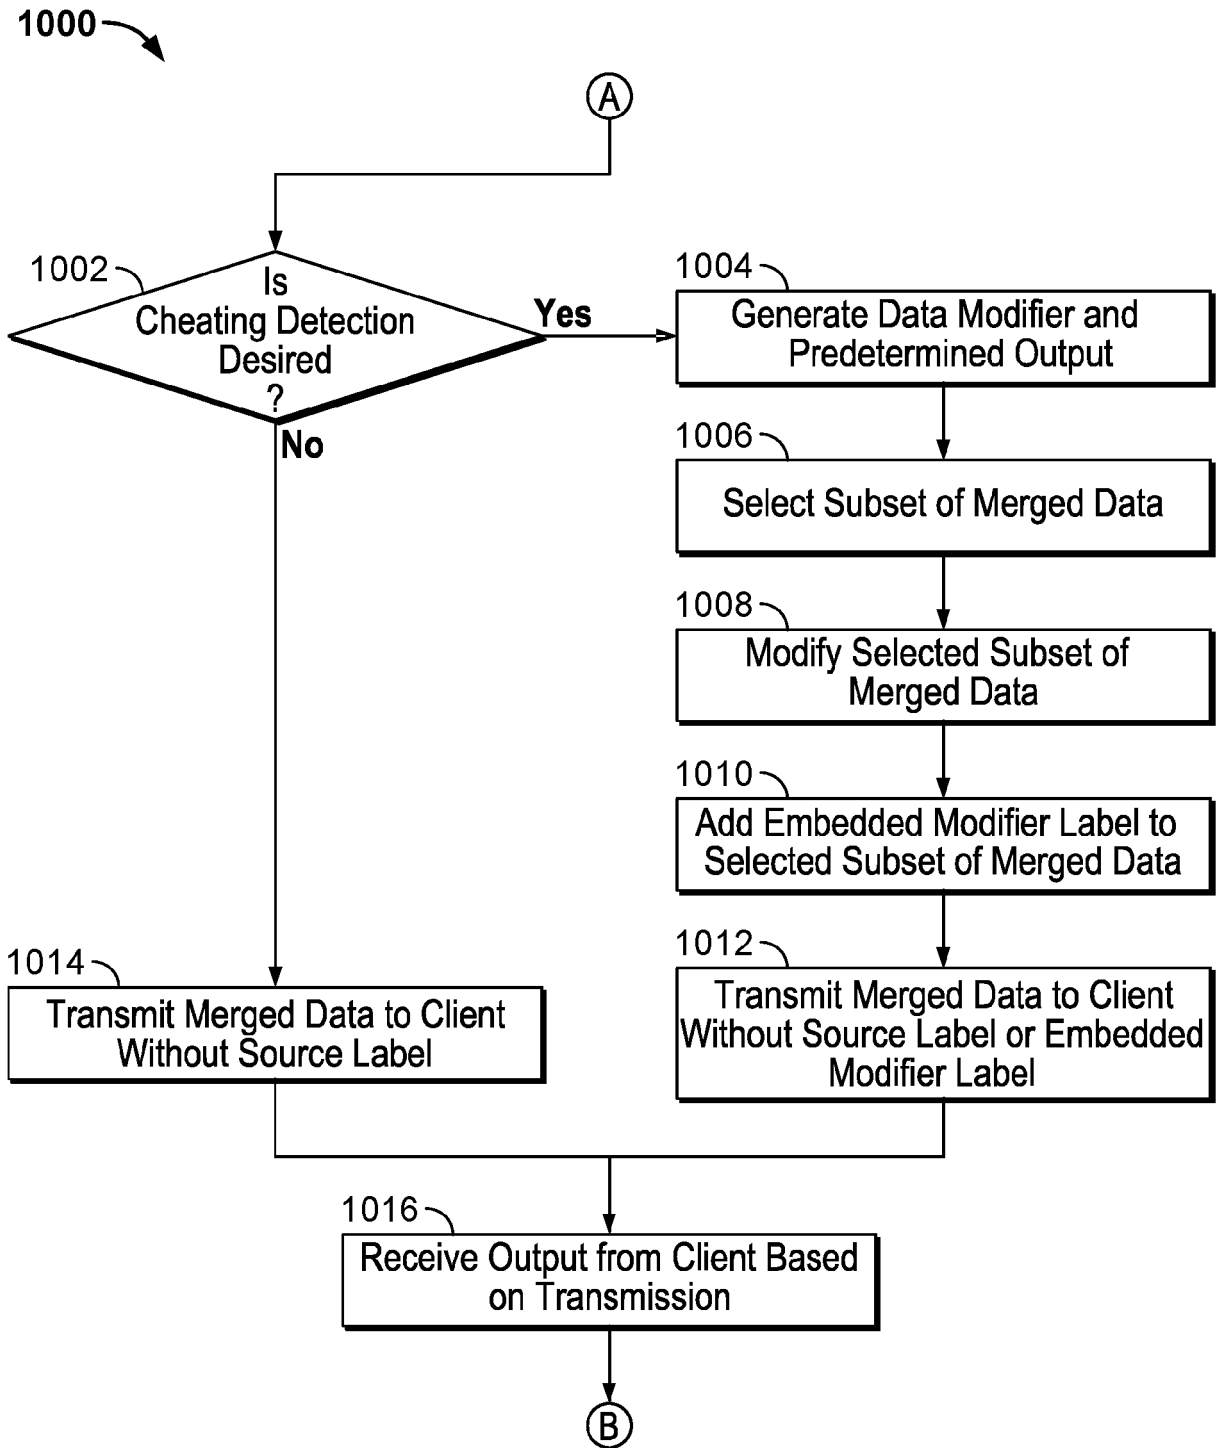 1000
A
1002
Is
Cheating Detection
Desired
?
Yes
No
1004
Generate Data Modifier and
Predetermined Output
1006
Select Subset of Merged Data
1008
Modify Selected Subset of
Merged Data
1010
Add Embedded Modifier Label to
Selected Subset of Merged Data
1012
Transmit Merged Data to Client
Without Source Label or Embedded
Modifier Label
1014
Transmit Merged Data to Client
Without Source Label
1016
Receive Output from Client Based
on Transmission
B